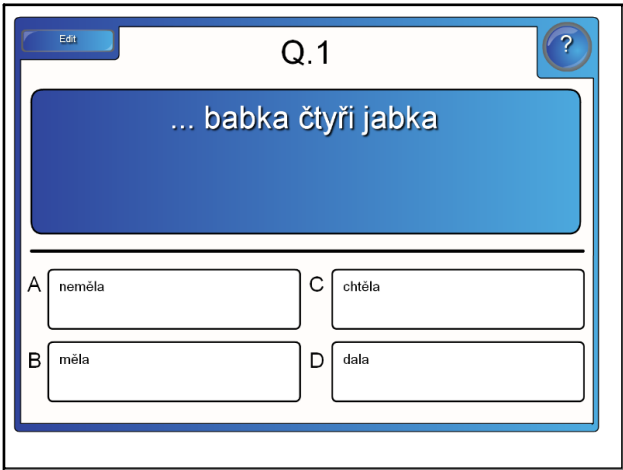 Edit
Q.1
?
... babka čtyři jabka
A neměla
C chtěla
B měla
D dala